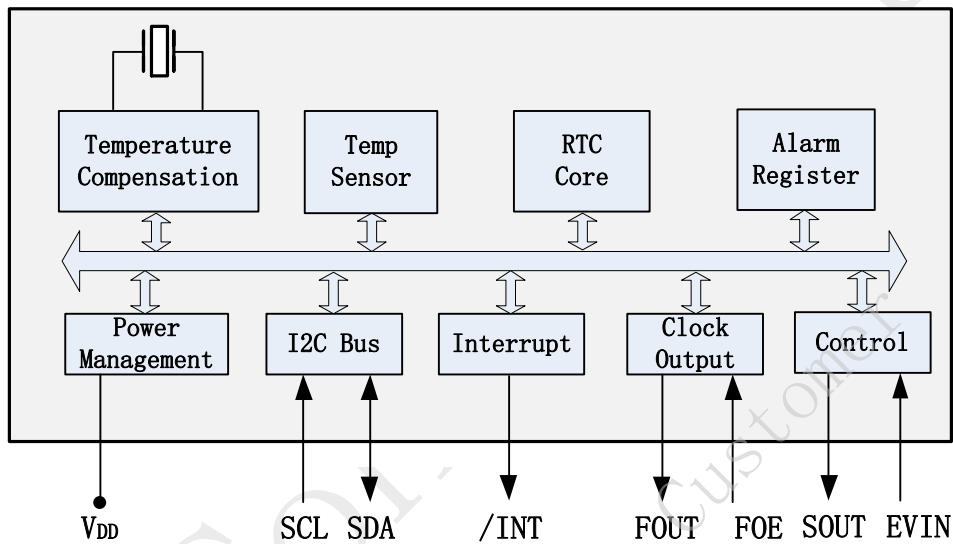 Temperature
Compensation
Temp
Sensor
RTC
Core
Alarm
Register
Power
Management
I2C Bus
Interrupt
Clock
Output
Control
VDD
SCL
SDA
/INT
FOUT
FOE
SOUT
EVIN
Customer